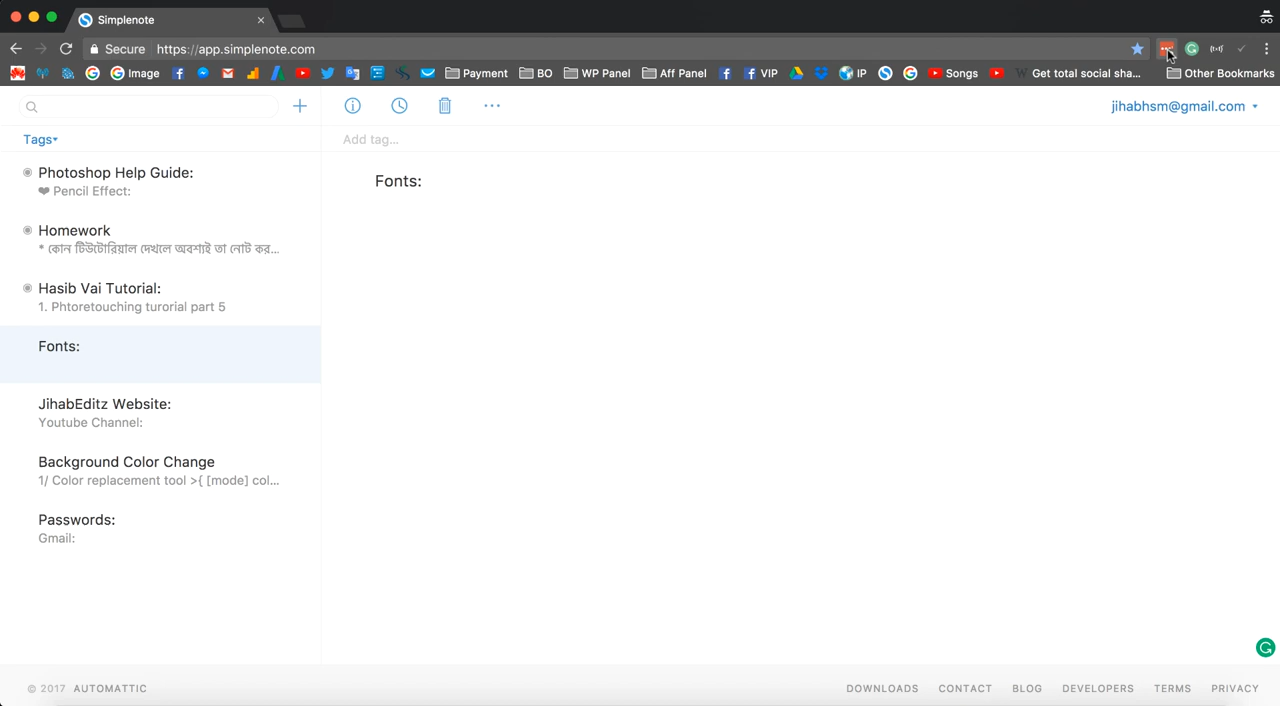 Simplenote
Secure https://app.simplenote.com
Image Payment BO WP Panel Aff Panel VIP IP Songs Get total social sha... Other Bookmarks
jihabhsm@gmail.com
Tags
Add tag...
Photoshop Help Guide:
❤ Pencil Effect:
Fonts:
Homework
* কোন টিউটোরিয়াল দেখলে অবশ্যই তা নোট কর...
Hasib Vai Tutorial:
1. Phtoretouching turorial part 5
Fonts:
JihabEditz Website:
Youtube Channel:
Background Color Change
1/ Color replacement tool >{ [mode] col...
Passwords:
Gmail:
© 2017 AUTOMATTIC
DOWNLOADS CONTACT BLOG DEVELOPERS TERMS PRIVACY